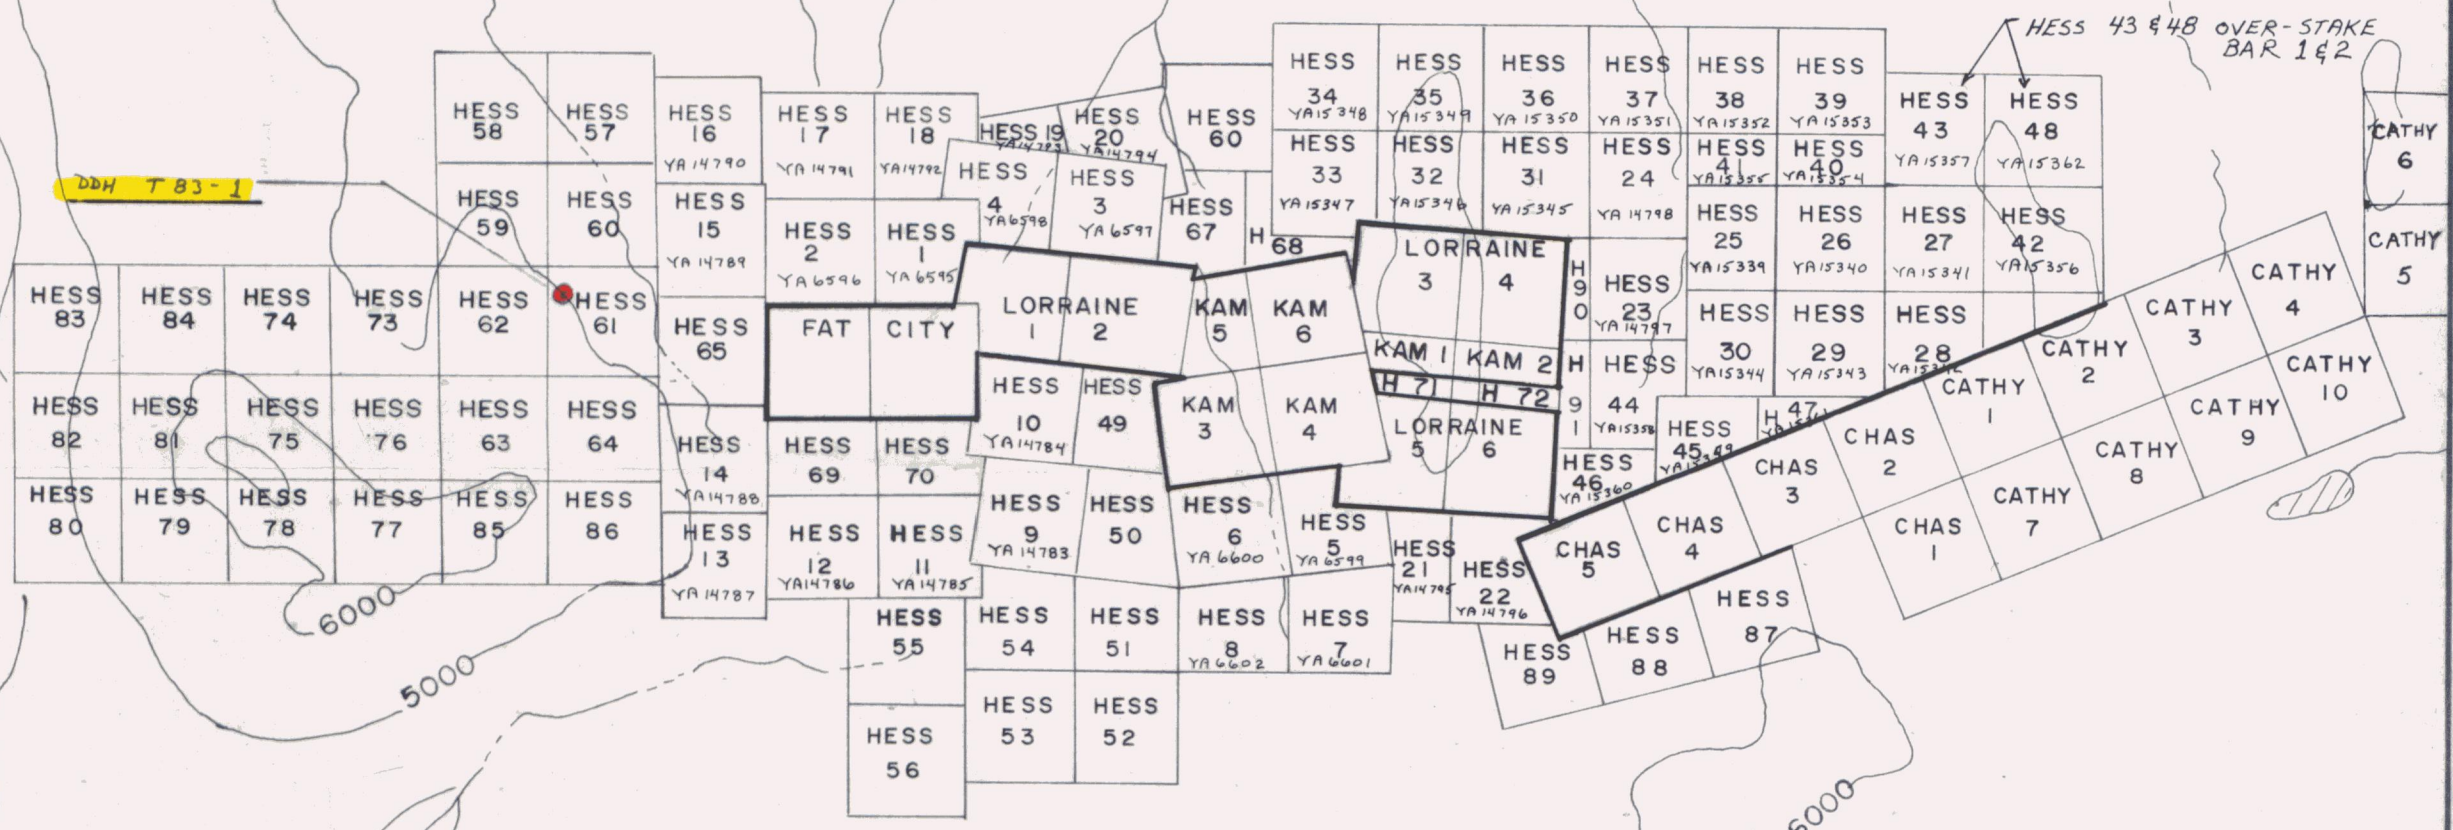 HESS 43 & 48 OVER-STAKE
BAR 1 & 2
DDH T 83-1
HESS 58
HESS 57
HESS 16 YA 14790
HESS 17 YA 14791
HESS 18 YA 14792
HESS 19 YA 14793
HESS 20 YA 14794
HESS 60
HESS 34 YA 15348
HESS 35 YA 15349
HESS 36 YA 15350
HESS 37 YA 15351
HESS 38 YA 15352
HESS 39 YA 15353
HESS 43 YA 15357
HESS 48 YA 15362
CATHY 6
HESS 59
HESS 60
HESS 15 YA 14789
HESS 2 YA 6596
HESS 1 YA 6595
HESS 4 YA 6598
HESS 3 YA 6597
HESS 67
H 68
HESS 33 YA 15347
HESS 32 YA 15346
HESS 31 YA 15345
HESS 24 YA 14798
HESS 41 YA 15355
HESS 40 YA 15354
HESS 25 YA 15339
HESS 26 YA 15340
HESS 27 YA 15341
HESS 42 YA 15356
CATHY 5
HESS 83
HESS 84
HESS 74
HESS 73
HESS 62
HESS 61
HESS 65
FAT CITY
LORRAINE
1 2
KAM 5
KAM 6
LORRAINE
3 4
KAM 1
KAM 2
H 90
HESS 23 YA 14797
HESS 30 YA 15344
HESS 29 YA 15343
HESS 28
CATHY 1
CATHY 2
CATHY 3
CATHY 4
HESS 82
HESS 81
HESS 75
HESS 76
HESS 63
HESS 64
HESS 14 YA 14788
HESS 69
HESS 70
HESS 10 YA 14784
HESS 49
KAM 3
KAM 4
H 71
H 72
LORRAINE
5 6
H 91
HESS 44 YA 15358
HESS 46 YA 15360
HESS 45
H 47
CHAS 3
CHAS 2
CATHY 8
CATHY 9
CATHY 10
HESS 80
HESS 79
HESS 78
HESS 77
HESS 85
HESS 86
HESS 13 YA 14787
HESS 12 YA 14786
HESS 11 YA 14785
HESS 9 YA 14783
HESS 50
HESS 6 YA 6600
HESS 5 YA 6599
HESS 21 YA 14795
HESS 22 YA 14796
CHAS 5
CHAS 4
CHAS 1
CATHY 7
6000
5000
HESS 55
HESS 54
HESS 51
HESS 8 YA 6602
HESS 7 YA 6601
HESS 89
HESS 88
HESS 87
HESS 56
HESS 53
HESS 52
6000